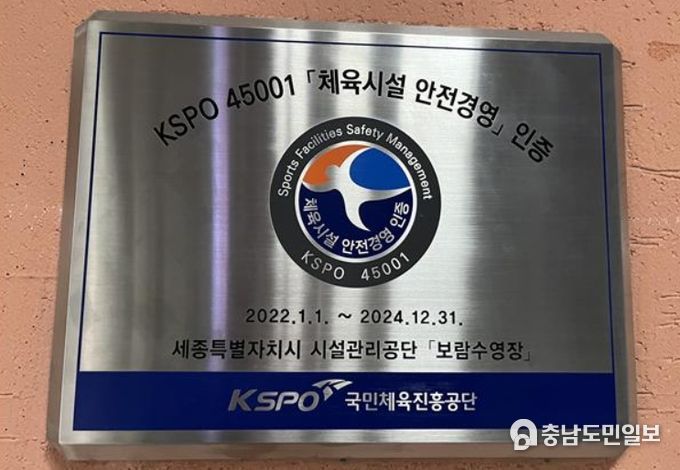 KSPO 45001 「체육시설 안전경영」 인증
Sports Facilities Safety Management
체육시설 안전경영 인증
KSPO 45001
2022.1.1. ~ 2024.12.31.
세종특별자치시 시설관리공단 「보람수영장」
KSPO 국민체육진흥공단
충남도민일보